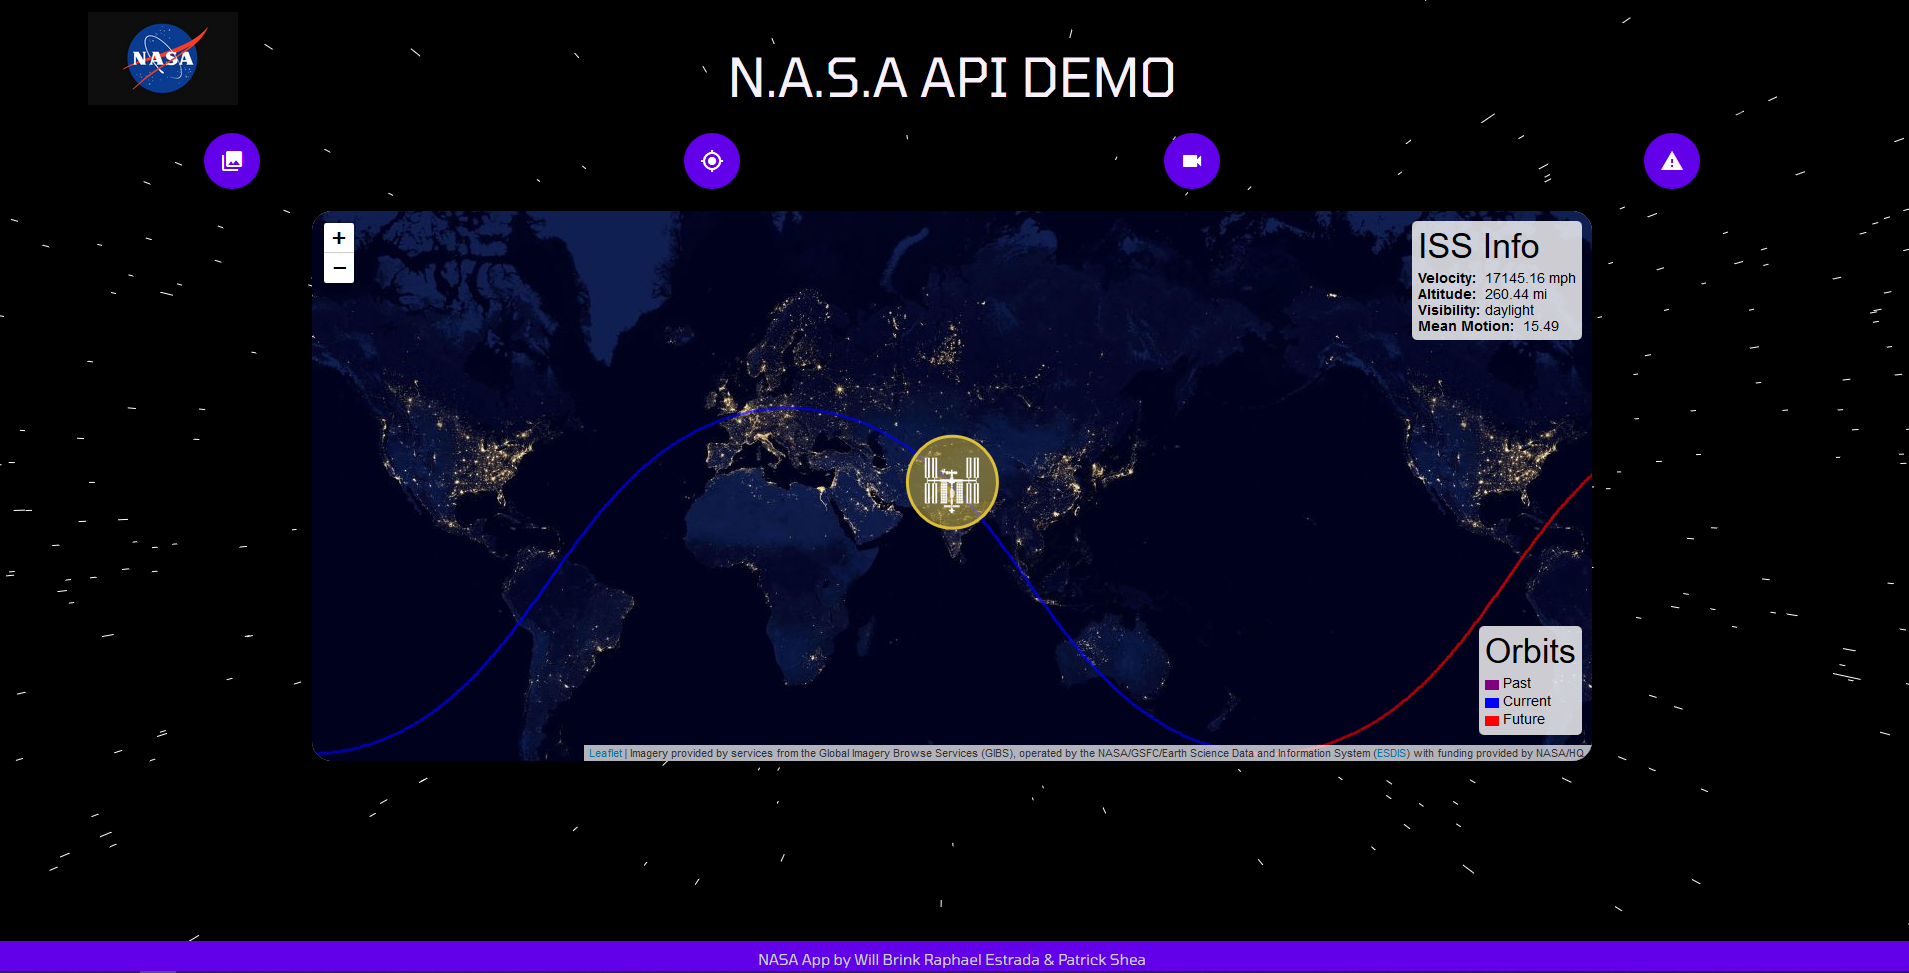 NASA
N.A.S.A API DEMO
+
−
ISS Info
Velocity: 17145.16 mph
Altitude: 260.44 mi
Visibility: daylight
Mean Motion: 15.49
Orbits
Past
Current
Future
Leaflet | Imagery provided by services from the Global Imagery Browse Services (GIBS), operated by the NASA/GSFC/Earth Science Data and Information System (ESDIS) with funding provided by NASA/HQ.
NASA App by Will Brink Raphael Estrada & Patrick Shea